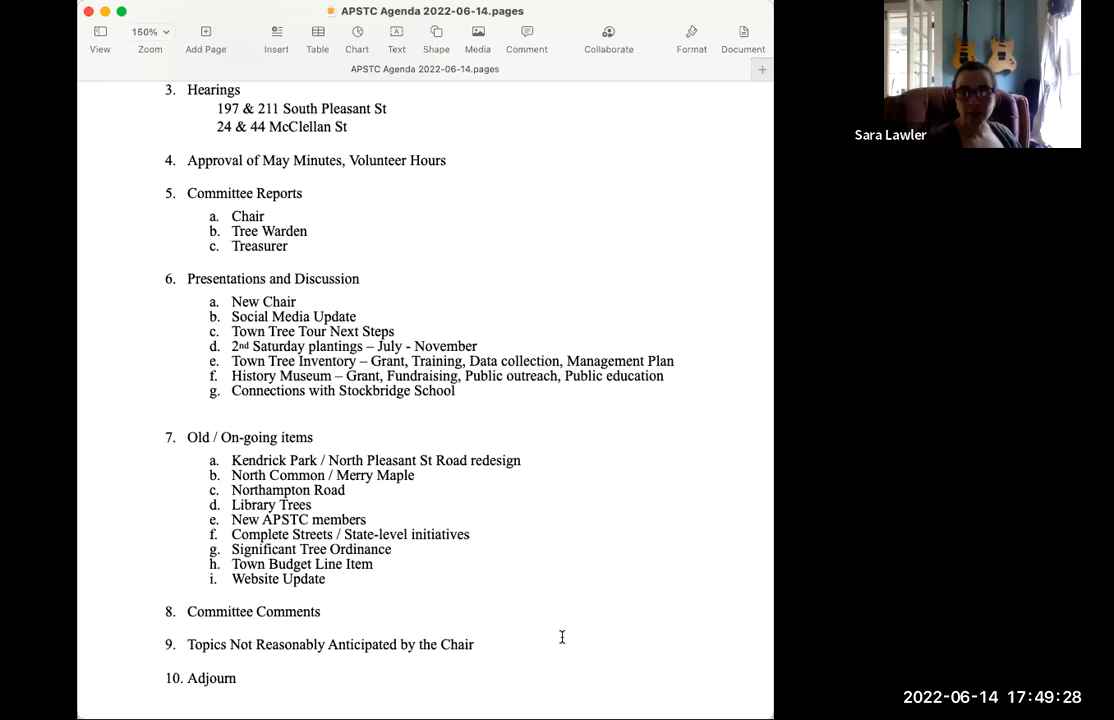 APSTC Agenda 2022-06-14.pages
150%
View Zoom Add Page Insert Table Chart Text Shape Media Comment Collaborate Format Document
APSTC Agenda 2022-06-14.pages
3. Hearings
197 & 211 South Pleasant St
24 & 44 McClellan St
4. Approval of May Minutes, Volunteer Hours
5. Committee Reports
a. Chair
b. Tree Warden
c. Treasurer
6. Presentations and Discussion
a. New Chair
b. Social Media Update
c. Town Tree Tour Next Steps
d. 2nd Saturday plantings – July - November
e. Town Tree Inventory – Grant, Training, Data collection, Management Plan
f. History Museum – Grant, Fundraising, Public outreach, Public education
g. Connections with Stockbridge School
7. Old / On-going items
a. Kendrick Park / North Pleasant St Road redesign
b. North Common / Merry Maple
c. Northampton Road
d. Library Trees
e. New APSTC members
f. Complete Streets / State-level initiatives
g. Significant Tree Ordinance
h. Town Budget Line Item
i. Website Update
8. Committee Comments
9. Topics Not Reasonably Anticipated by the Chair
10. Adjourn
Sara Lawler
2022-06-14 17:49:28